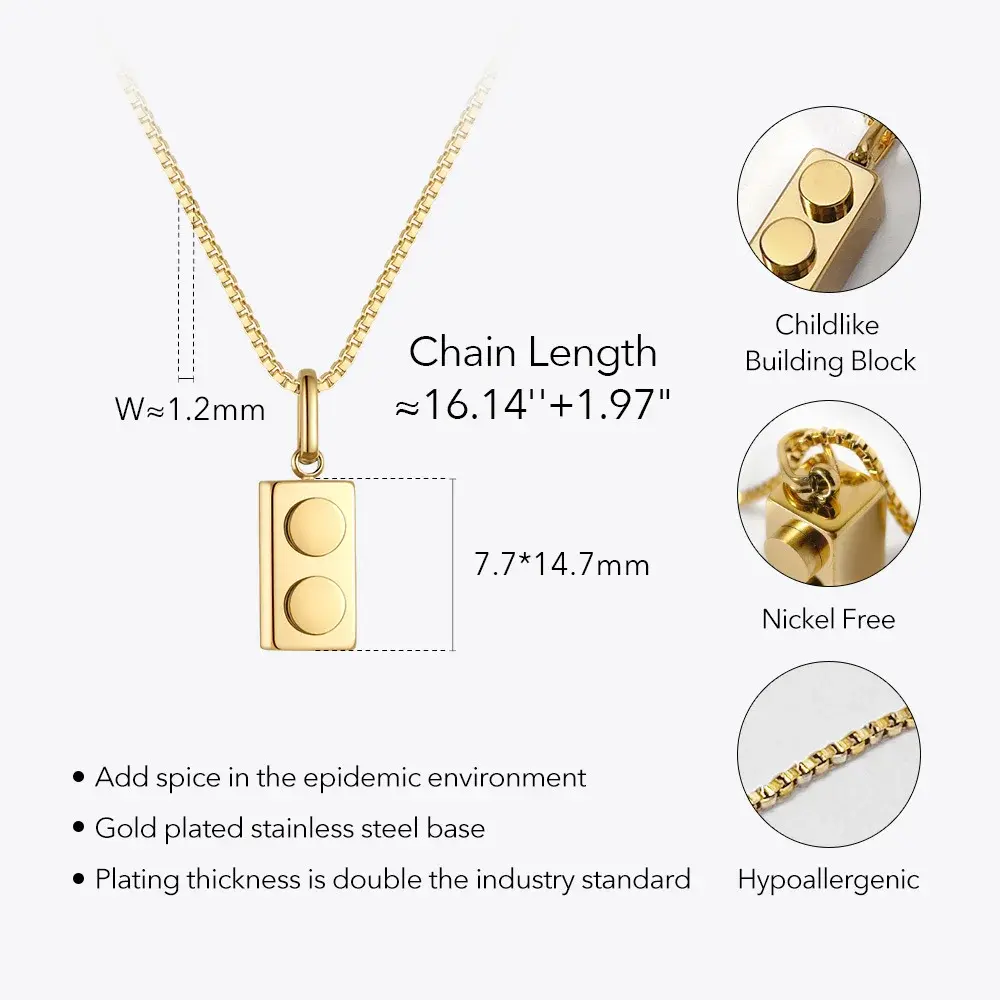 Chain Length
≈16.14''+1.97"
W≈1.2mm
7.7*14.7mm
Childlike
Building Block
Nickel Free
Hypoallergenic
• Add spice in the epidemic environment
• Gold plated stainless steel base
• Plating thickness is double the industry standard